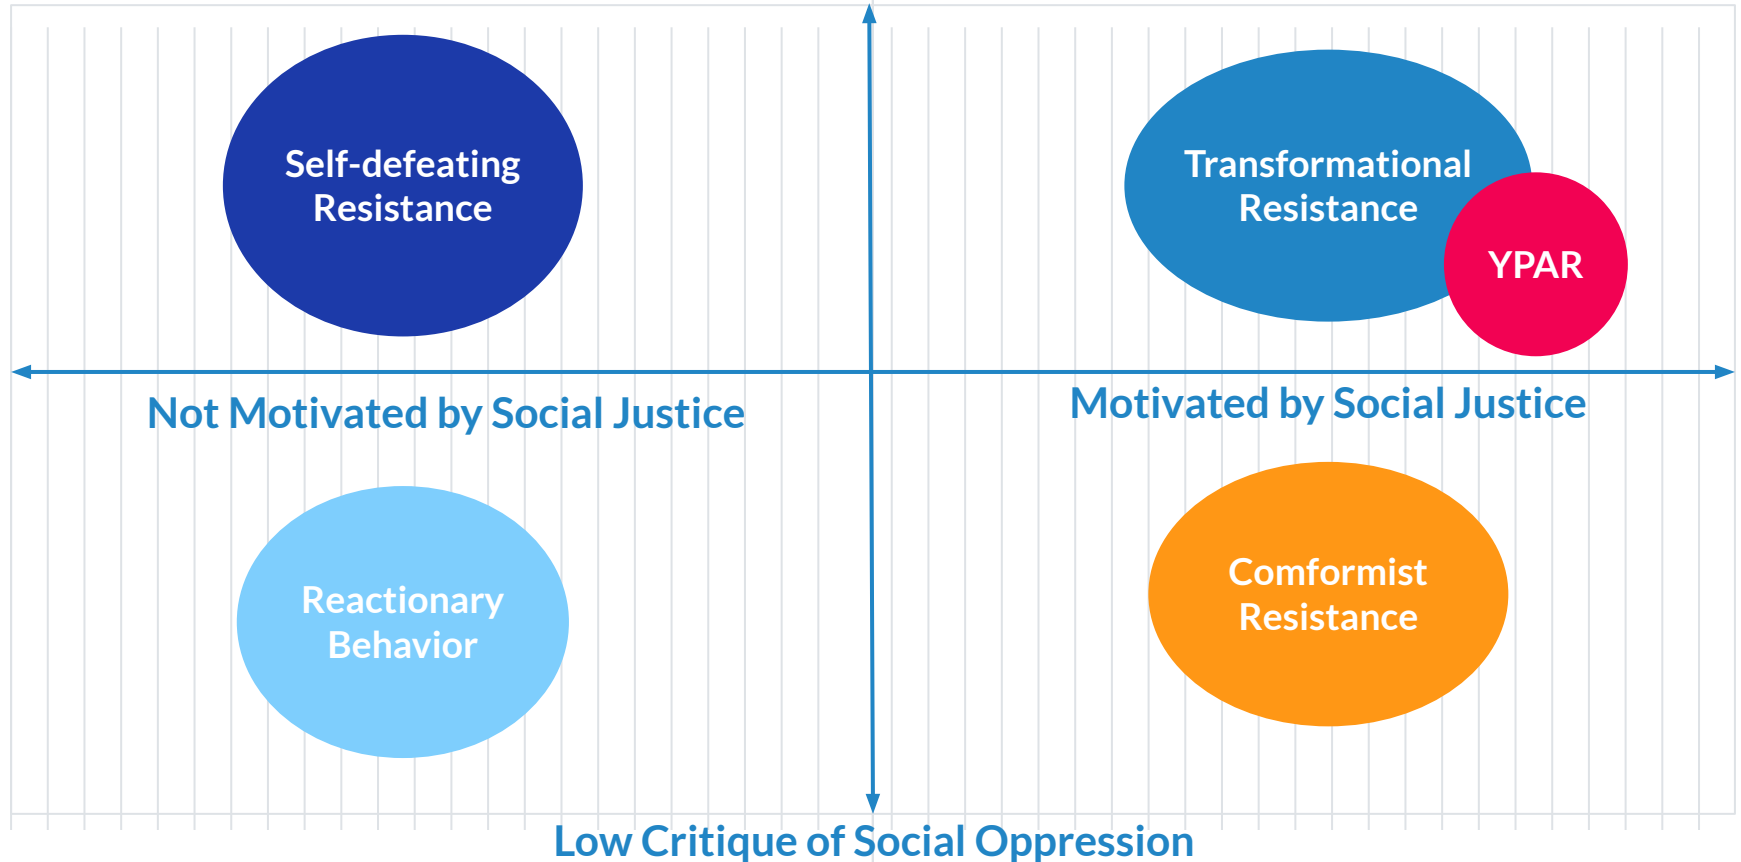 Self-defeating
Resistance
Transformational
Resistance
YPAR
Not Motivated by Social Justice
Motivated by Social Justice
Reactionary
Behavior
Comformist
Resistance
Low Critique of Social Oppression